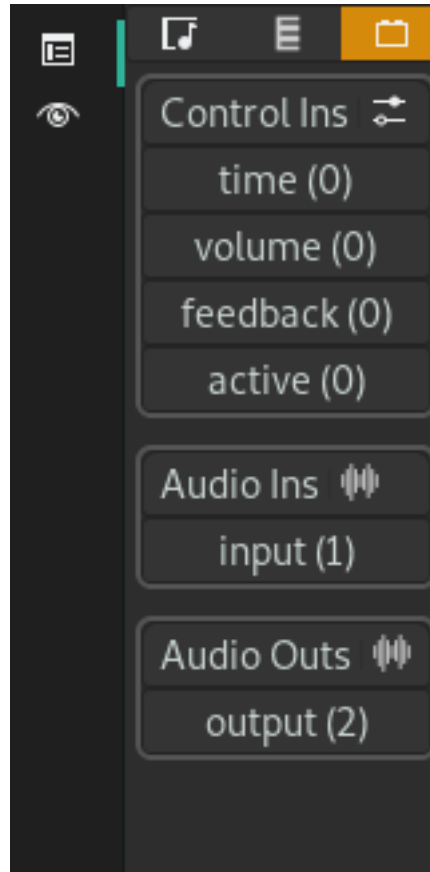 Control Ins
time (0)
volume (0)
feedback (0)
active (0)
Audio Ins
input (1)
Audio Outs
output (2)